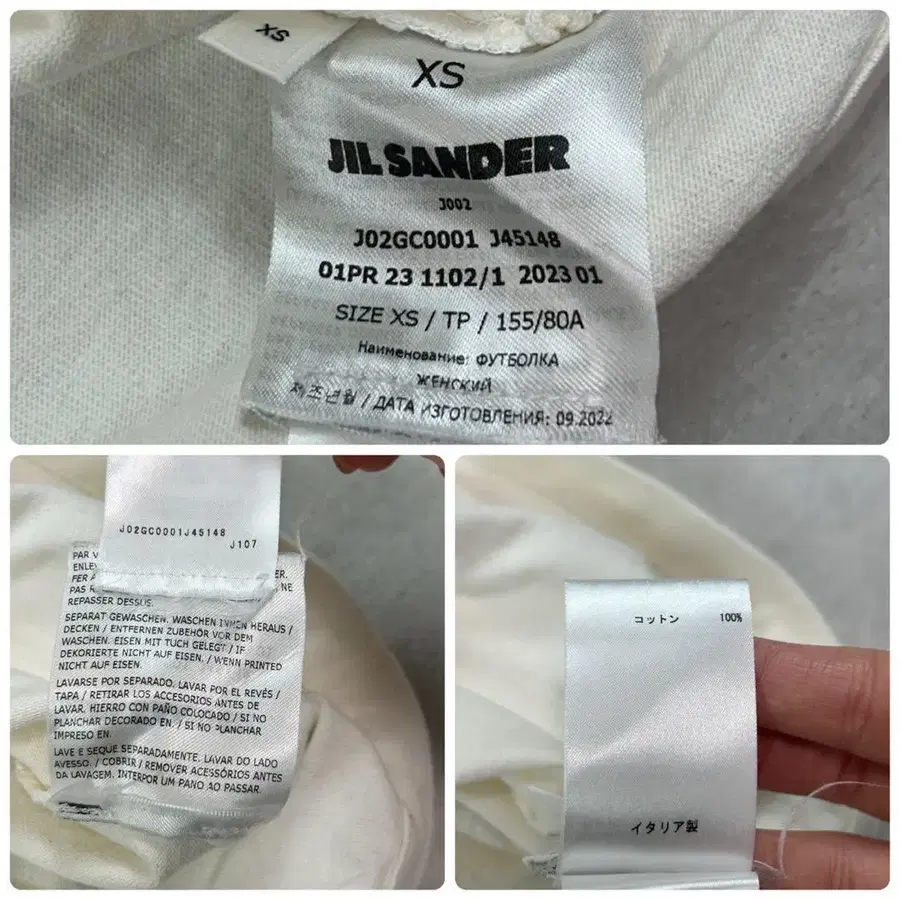 XS
XS
JIL SANDER
J002
J02GC0001 J45148
01PR 23 1102/1 2023 01
SIZE XS / TP / 155/80A
Наименование: ФУТБОЛКА
ЖЕНСКИЙ
제조년월 / ДАТА ИЗГОТОВЛЕНИЯ: 09.2022
J02GC0001J45148
J107
PAR V
ENLE
FER A ER.
PAS R NE
REPASSER DESSUS.
SEPARAT GEWASCHEN. WASCHEN INNEN HERAUS /
DECKEN / ENTFERNEN ZUBEHÖR VOR DEM
WASCHEN. EISEN MIT TUCH GELEGT / IF
DEKORIERTE NICHT AUF EISEN. / WENN PRINTED
NICHT AUF EISEN.
LAVARSE POR SEPARADO. LAVAR POR EL REVÉS /
TAPA / RETIRAR LOS ACCESORIOS ANTES DE
LAVAR. HIERRO CON PAÑO COLOCADO / SI NO
PLANCHAR DECORADO EN. / SI NO PLANCHAR
IMPRESO EN.
LAVE E SEQUE SEPARADAMENTE. LAVAR DO LADO
AVESSO. / COBRIR / REMOVER ACESSÓRIOS ANTES
DA LAVAGEM. INTERPOR UM PANO AO PASSAR.
コットン 100%
イタリア製